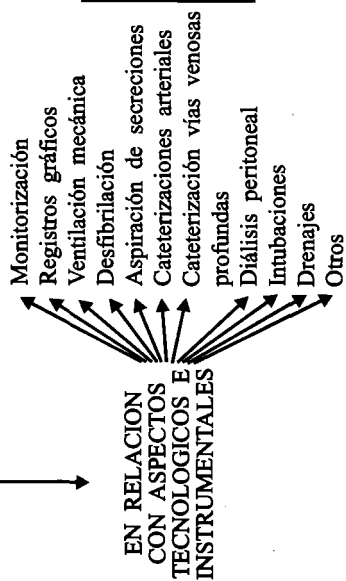 EN RELACION
CON ASPECTOS
TECNOLOGICOS E
INSTRUMENTALES
Monitorización
Registros gráficos
Ventilación mecánica
Desfibrilación
Aspiración de secreciones
Cateterizaciones arteriales
Cateterización vías venosas
profundas
Diálisis peritoneal
Intubaciones
Drenajes
Otros